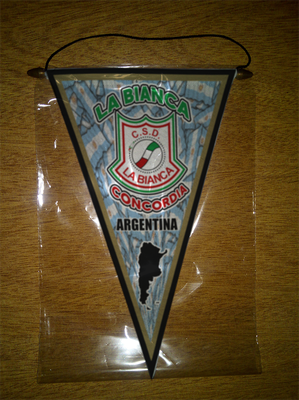 LA BIANCA
C.S.D
LA BIANCA
CONCORDIA
ARGENTINA